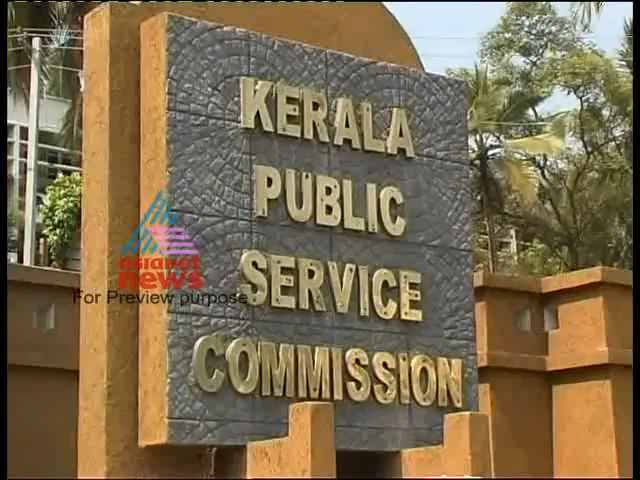 KERALA
PUBLIC
SERVICE
COMMISSION
asianet
news
For Preview purpose